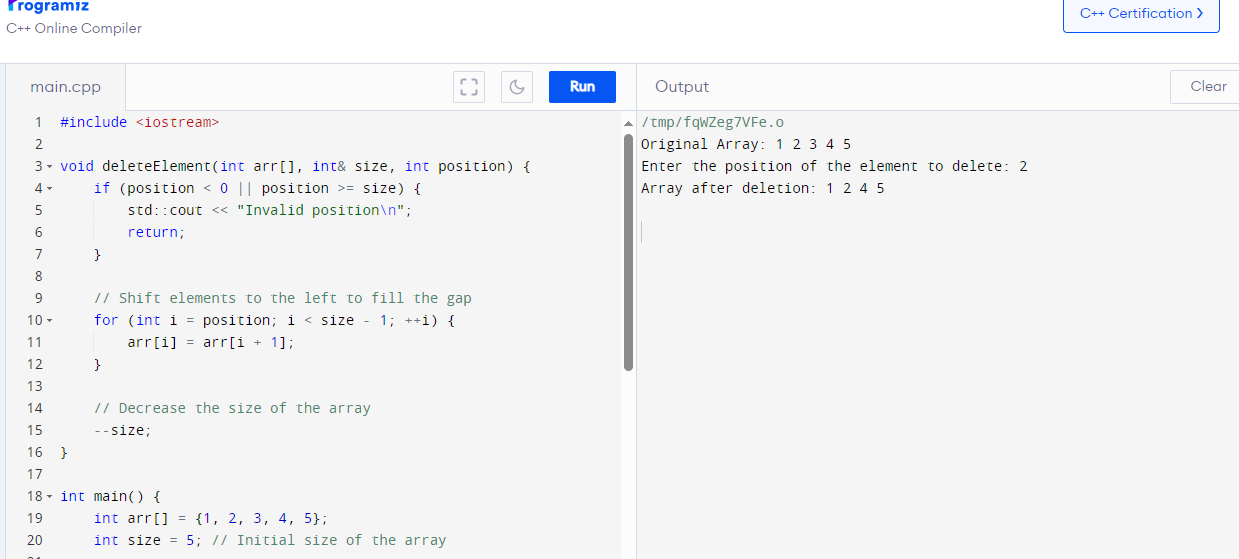 Programiz
C++ Online Compiler
C++ Certification >
main.cpp
Run
Output
Clear
1 #include <iostream>
2
3 void deleteElement(int arr[], int& size, int position) {
4     if (position < 0 || position >= size) {
5         std::cout << "Invalid position\n";
6         return;
7     }
8
9     // Shift elements to the left to fill the gap
10     for (int i = position; i < size - 1; ++i) {
11         arr[i] = arr[i + 1];
12     }
13
14     // Decrease the size of the array
15     --size;
16 }
17
18 int main() {
19     int arr[] = {1, 2, 3, 4, 5};
20     int size = 5; // Initial size of the array
/tmp/fqWZeg7VFe.o
Original Array: 1 2 3 4 5
Enter the position of the element to delete: 2
Array after deletion: 1 2 4 5